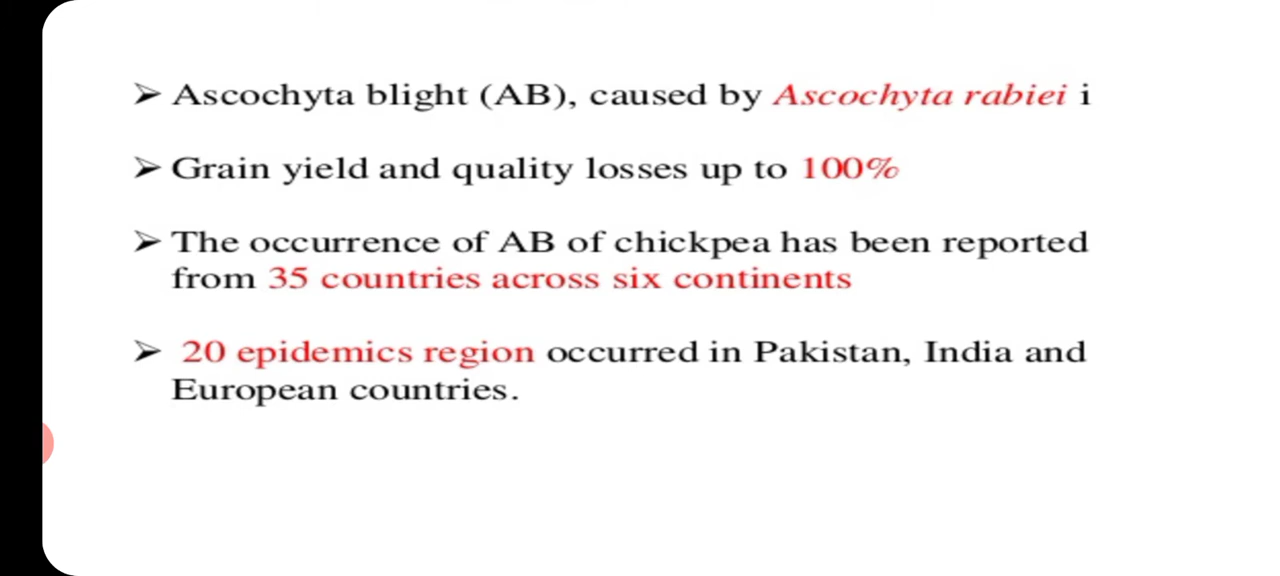 ➢ Ascochyta blight (AB), caused by Ascochyta rabiei i
➢ Grain yield and quality losses up to 100%
➢ The occurrence of AB of chickpea has been reported
from 35 countries across six continents
➢ 20 epidemics region occurred in Pakistan, India and
European countries.